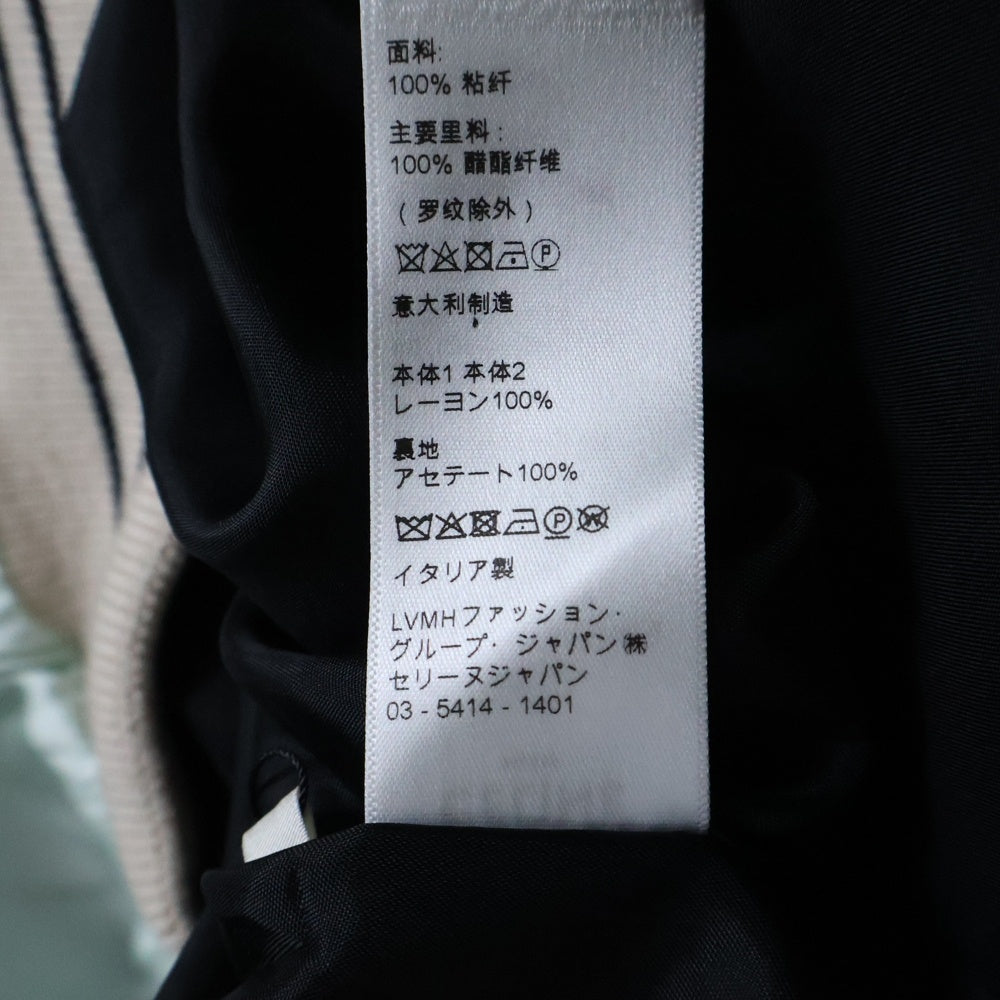 面料:
100% 粘纤
主要里料:
100% 醋酯纤维
(罗纹除外)
意大利制造
本体1 本体2
レーヨン100%
裏地
アセテート100%
イタリア製
LVMHファッション·
グループ·ジャパン㈱
セリーヌジャパン
03 - 5414 - 1401